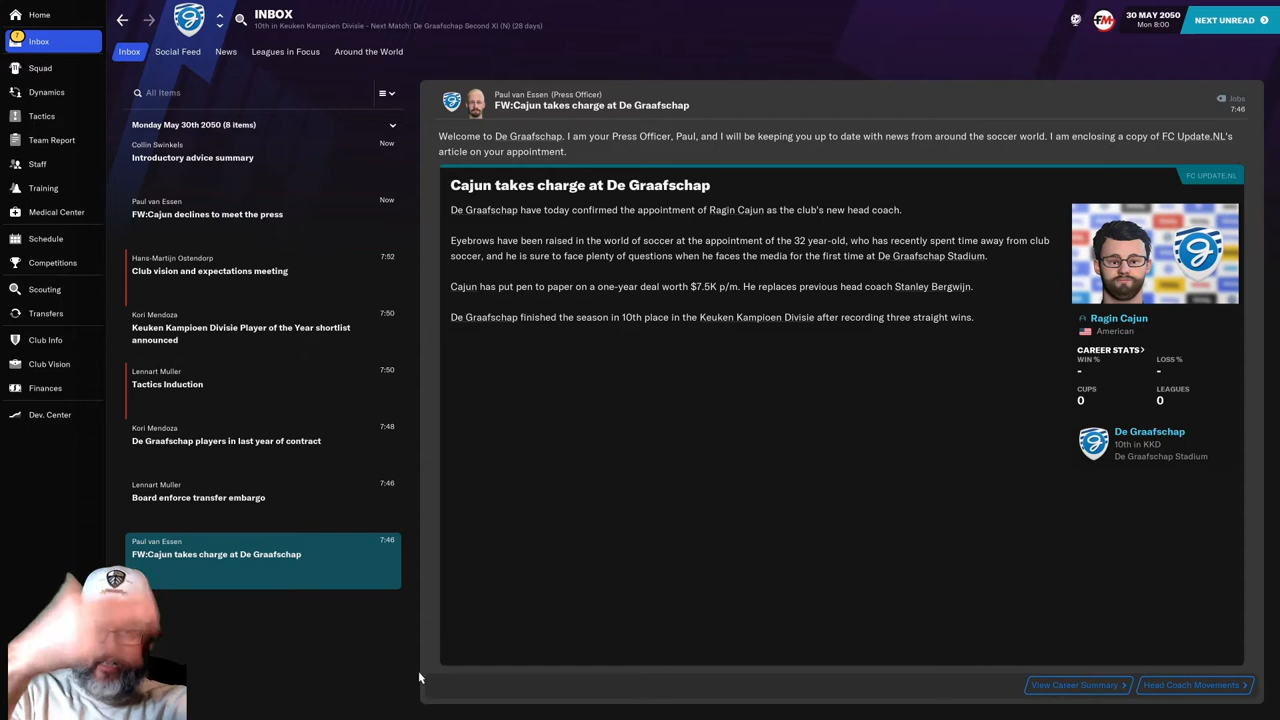 Home
Inbox
7
Squad
Dynamics
Tactics
Team Report
Staff
Training
Medical Center
Schedule
Competitions
Scouting
Transfers
Club Info
Club Vision
Finances
Dev. Center
INBOX
10th in Keuken Kampioen Divisie - Next Match: De Graafschap Second XI (N) (28 days)
FM
30 MAY 2050
Mon 8:00
NEXT UNREAD
Inbox
Social Feed
News
Leagues in Focus
Around the World
All Items
Monday May 30th 2050 (8 items)
Collin Swinkels
Now
Introductory advice summary
Paul van Essen
Now
FW:Cajun declines to meet the press
Hans-Martijn Ostendorp
7:52
Club vision and expectations meeting
Kori Mendoza
7:50
Keuken Kampioen Divisie Player of the Year shortlist
announced
Lennart Muller
7:50
Tactics Induction
Kori Mendoza
7:48
De Graafschap players in last year of contract
Lennart Muller
7:46
Board enforce transfer embargo
Paul van Essen
7:46
FW:Cajun takes charge at De Graafschap
Paul van Essen (Press Officer)
FW:Cajun takes charge at De Graafschap
Jobs
7:46
Welcome to De Graafschap. I am your Press Officer, Paul, and I will be keeping you up to date with news from around the soccer world. I am enclosing a copy of FC Update.NL's
article on your appointment.
FC UPDATE.NL
Cajun takes charge at De Graafschap
De Graafschap have today confirmed the appointment of Ragin Cajun as the club's new head coach.
Eyebrows have been raised in the world of soccer at the appointment of the 32 year-old, who has recently spent time away from club
soccer, and he is sure to face plenty of questions when he faces the media for the first time at De Graafschap Stadium.
Cajun has put pen to paper on a one-year deal worth $7.5K p/m. He replaces previous head coach Stanley Bergwijn.
De Graafschap finished the season in 10th place in the Keuken Kampioen Divisie after recording three straight wins.
Ragin Cajun
American
CAREER STATS
WIN %
LOSS %
-
-
CUPS
LEAGUES
0
0
De Graafschap
10th in KKD
De Graafschap Stadium
View Career Summary
Head Coach Movements